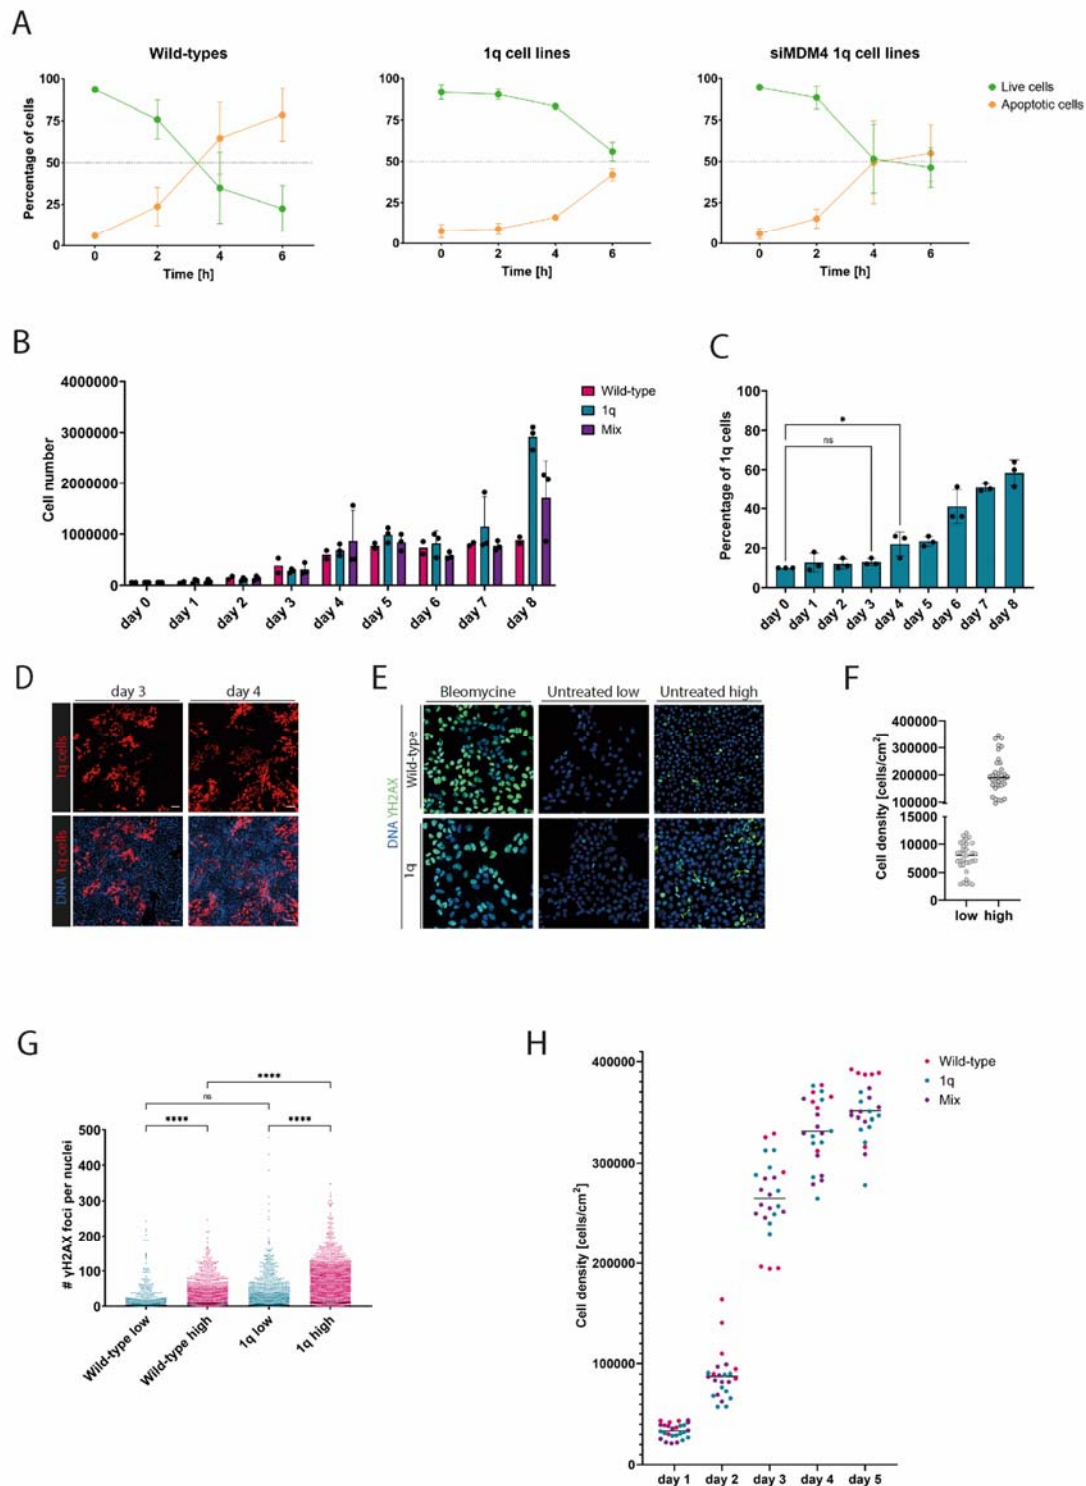 A
Wild-types
1q cell lines
siMDM4 1q cell lines
Percentage of cells
100
75
50
25
0
0 2 4 6
Time [h]
100
75
50
25
0
0 2 4 6
Time [h]
100
75
50
25
0
0 2 4 6
Time [h]
Live cells
Apoptotic cells
B
Cell number
4000000
3000000
2000000
1000000
0
day 0
day 1
day 2
day 3
day 4
day 5
day 6
day 7
day 8
Wild-type
1q
Mix
C
Percentage of 1q cells
100
80
60
40
20
0
*
ns
day 0
day 1
day 2
day 3
day 4
day 5
day 6
day 7
day 8
D
day 3
day 4
1q cells
DNA 1q cells
E
Bleomycine
Untreated low
Untreated high
Wild-type
1q
DNA YH2AX
F
Cell density [cells/cm²]
400000
300000
200000
100000
15000
10000
5000
0
low high
G
# γH2AX foci per nuclei
****
ns
**** ****
500
400
300
200
100
0
Wild-type low
Wild-type high
1q low
1q high
H
Cell density [cells/cm²]
400000
300000
200000
100000
0
day 1 day 2 day 3 day 4 day 5
Wild-type
1q
Mix